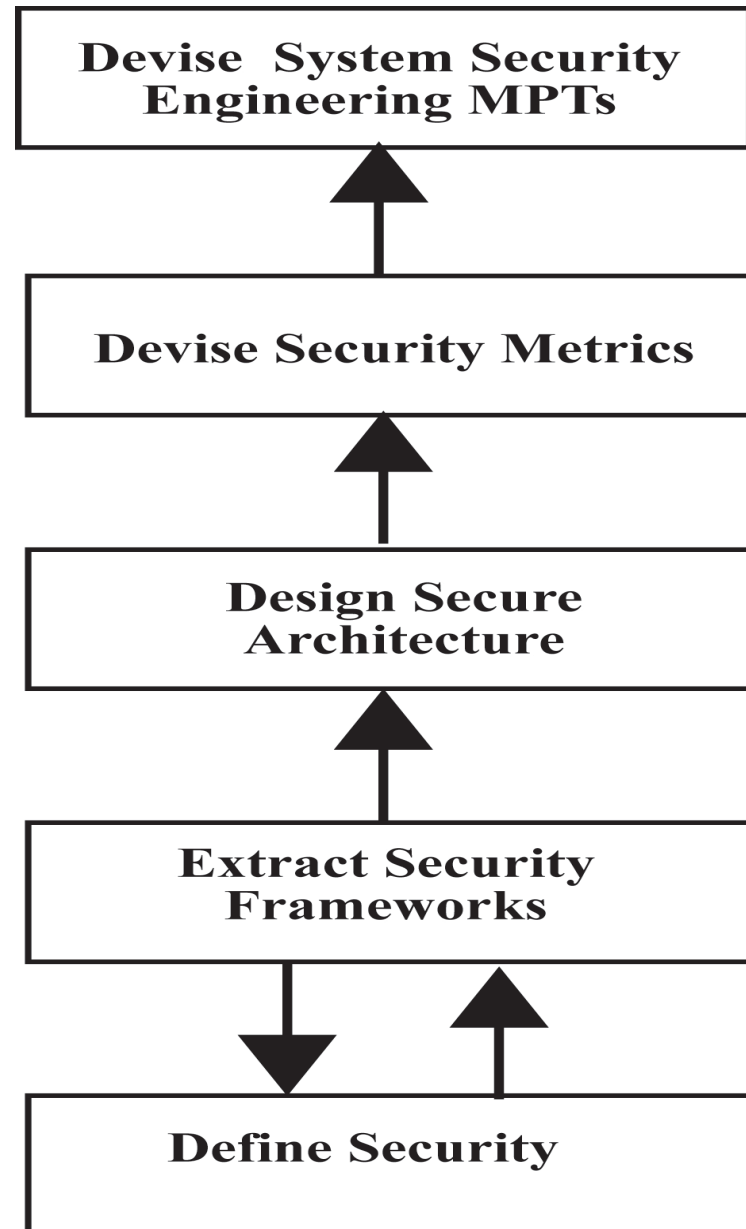 Devise System Security
Engineering MPTs
Devise Security Metrics
Design Secure
Architecture
Extract Security
Frameworks
Define Security